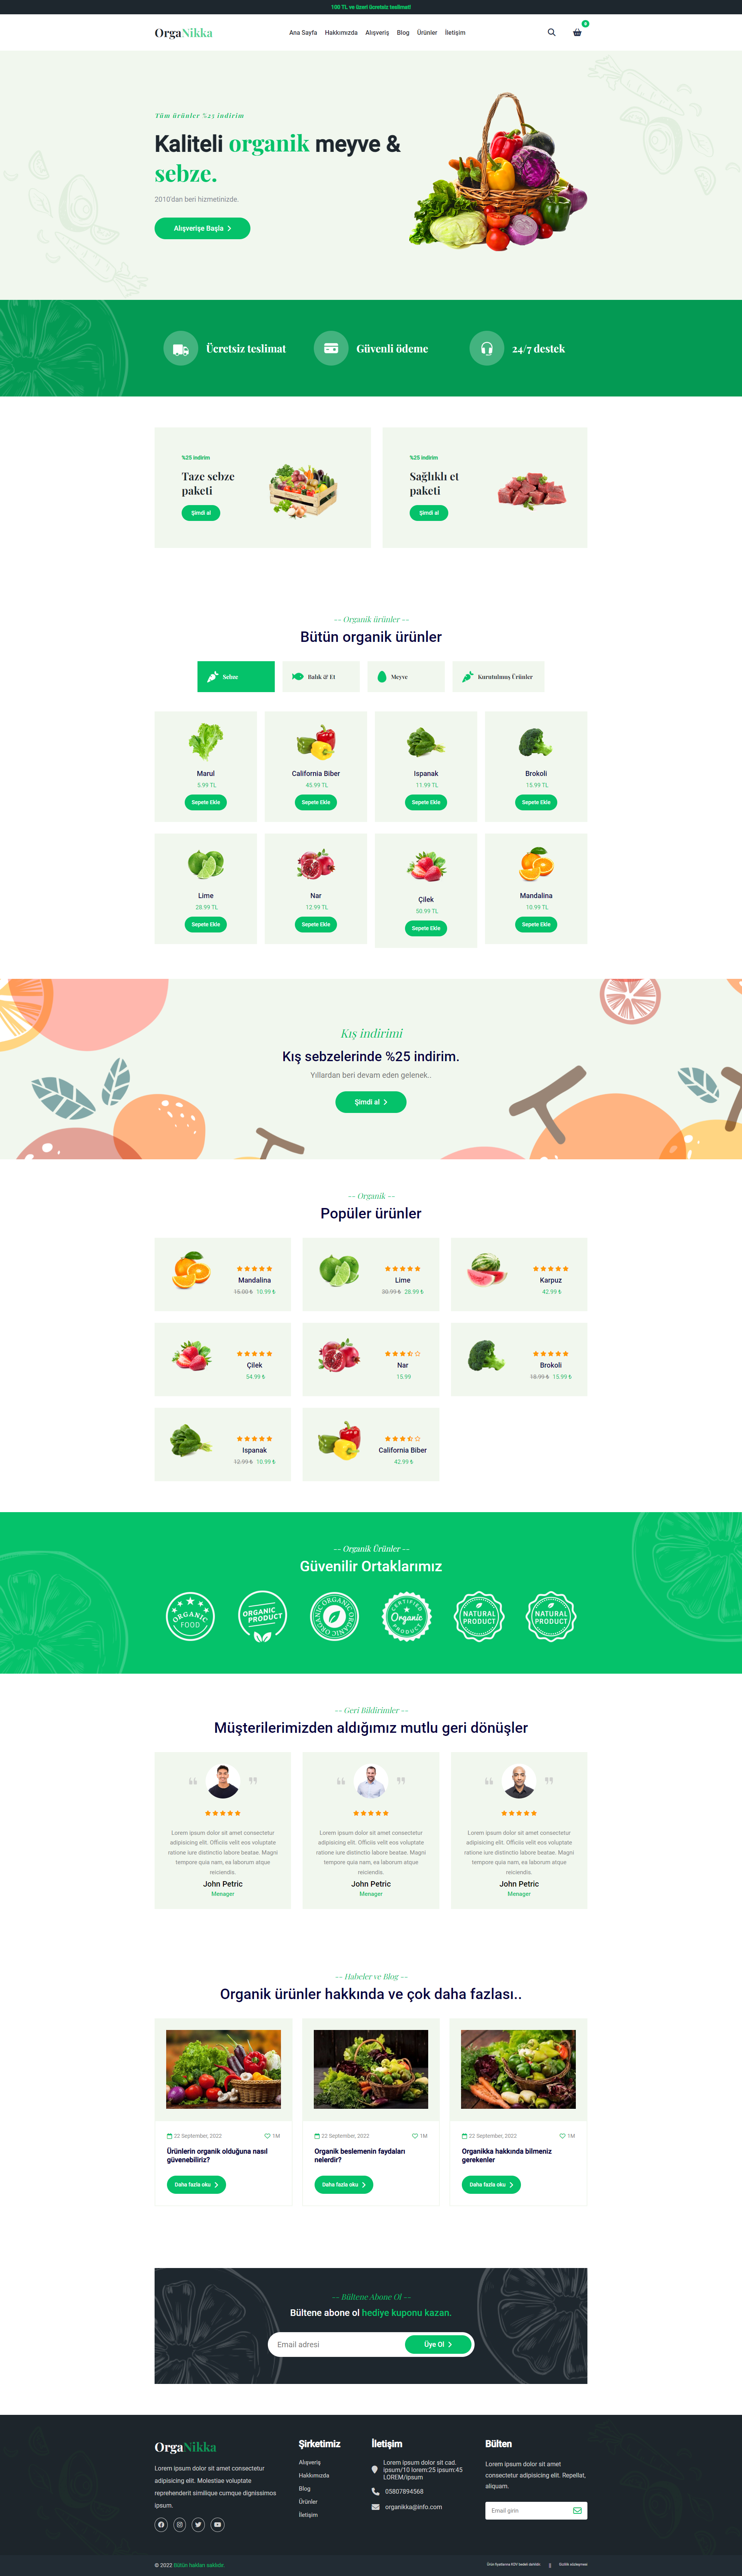 100 TL ve üzeri ücretsiz teslimat!
OrgaNikka
Ana Sayfa Hakkımızda Alışveriş Blog Ürünler İletişim
0
Tüm ürünler %25 indirim
Kaliteli organik meyve &
sebze.
2010'dan beri hizmetinizde.
Alışverişe Başla
Ücretsiz teslimat Güvenli ödeme 24/7 destek
%25 indirim
Taze sebze
paketi
Şimdi al
%25 indirim
Sağlıklı et
paketi
Şimdi al
-- Organik ürünler --
Bütün organik ürünler
Sebze Balık & Et Meyve Kurutulmuş Ürünler
Marul California Biber Ispanak Brokoli
5.99 TL 45.99 TL 11.99 TL 15.99 TL
Sepete Ekle Sepete Ekle Sepete Ekle Sepete Ekle
Lime Nar Çilek Mandalina
28.99 TL 12.99 TL 50.99 TL 10.99 TL
Sepete Ekle Sepete Ekle Sepete Ekle Sepete Ekle
Kış indirimi
Kış sebzelerinde %25 indirim.
Yıllardan beri devam eden gelenek..
Şimdi al
-- Organik --
Popüler ürünler
Mandalina Lime Karpuz
15.00 ₺ 10.99 ₺ 30.99 ₺ 28.99 ₺ 42.99 ₺
Çilek Nar Brokoli
54.99 ₺ 15.99 18.99 ₺ 15.99 ₺
Ispanak California Biber
12.99 ₺ 10.99 ₺ 42.99 ₺
-- Organik Ürünler --
Güvenilir Ortaklarımız
ORGANIC FOOD
ORGANIC PRODUCT
ORGANIC ORGANIC ORGANIC
CERTIFIED Organic PRODUCT
NATURAL PRODUCT
NATURAL PRODUCT
-- Geri Bildirimler --
Müşterilerimizden aldığımız mutlu geri dönüşler
Lorem ipsum dolor sit amet consectetur
adipisicing elit. Officiis velit eos voluptate
ratione iure distinctio labore beatae. Magni
tempore quia nam, ea laborum atque
reiciendis.
John Petric
Menager
Lorem ipsum dolor sit amet consectetur
adipisicing elit. Officiis velit eos voluptate
ratione iure distinctio labore beatae. Magni
tempore quia nam, ea laborum atque
reiciendis.
John Petric
Menager
Lorem ipsum dolor sit amet consectetur
adipisicing elit. Officiis velit eos voluptate
ratione iure distinctio labore beatae. Magni
tempore quia nam, ea laborum atque
reiciendis.
John Petric
Menager
-- Habeler ve Blog --
Organik ürünler hakkında ve çok daha fazlası..
22 September, 2022 1M
Ürünlerin organik olduğuna nasıl
güvenebiliriz?
Daha fazla oku
22 September, 2022 1M
Organik beslemenin faydaları
nelerdir?
Daha fazla oku
22 September, 2022 1M
Organikka hakkında bilmeniz
gerekenler
Daha fazla oku
-- Bültene Abone Ol --
Bültene abone ol hediye kuponu kazan.
Email adresi Üye Ol
OrgaNikka
Lorem ipsum dolor sit amet consectetur
adipisicing elit. Molestiae voluptate
reprehenderit similique cumque dignissimos
ipsum.
Şirketimiz
Alışveriş
Hakkımızda
Blog
Ürünler
İletişim
İletişim
Lorem ipsum dolor sit cad.
ipsum/10 lorem:25 ipsum:45
LOREM/ipsum
05807894568
organikka@info.com
Bülten
Lorem ipsum dolor sit amet
consectetur adipisicing elit. Repellat,
aliquam.
Email girin
© 2022 Bütün hakları saklıdır.
Ürün fiyatlarına KDV bedeli dahildir. || Gizlilik sözleşmesi